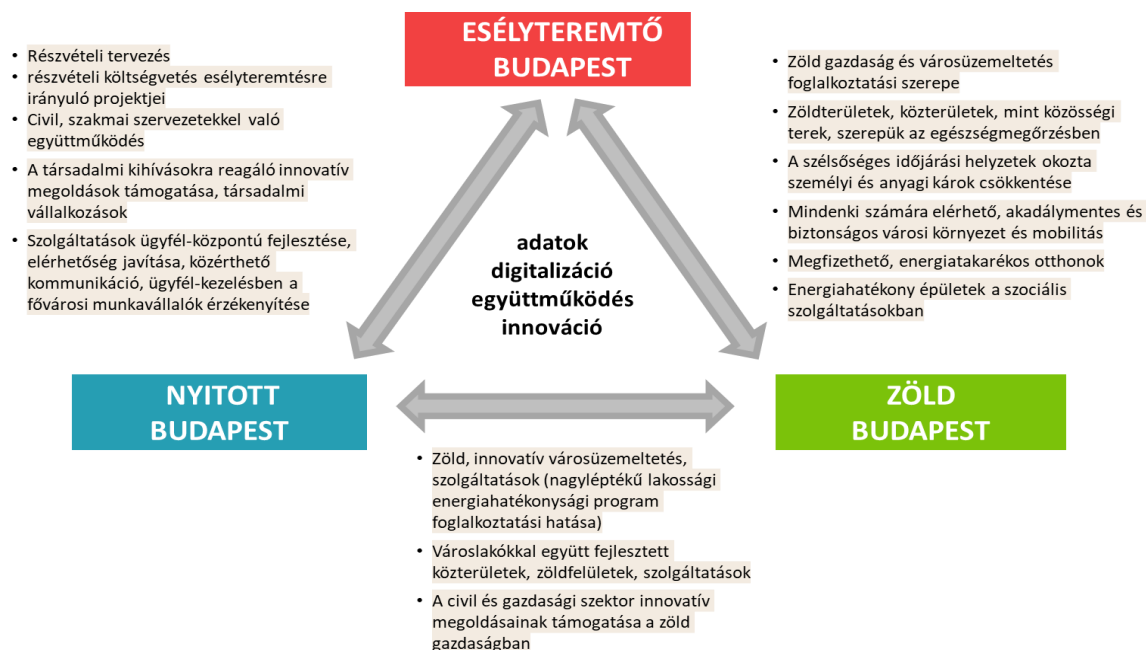 ESÉLYTEREMTŐ
BUDAPEST
• Részvételi tervezés
• részvételi költségvetés esélyteremtésre
irányuló projektjei
• Civil, szakmai szervezetekkel való
együttműködés
• A társadalmi kihívásokra reagáló innovatív
megoldások támogatása, társadalmi
vállalkozások
• Szolgáltatások ügyfél-központú fejlesztése,
elérhetőség javítása, közérthető
kommunikáció, ügyfél-kezelésben a
fővárosi munkavállalók érzékenyítése
• Zöld gazdaság és városüzemeltetés
foglalkoztatási szerepe
• Zöldterületek, közterületek, mint közösségi
terek, szerepük az egészségmegőrzésben
• A szélsőséges időjárási helyzetek okozta
személyi és anyagi károk csökkentése
• Mindenki számára elérhető, akadálymentes és
biztonságos városi környezet és mobilitás
• Megfizethető, energiatakarékos otthonok
• Energiahatékony épületek a szociális
szolgáltatásokban
adatok
digitalizáció
együttműködés
innováció
NYITOTT
BUDAPEST
ZÖLD
BUDAPEST
• Zöld, innovatív városüzemeltetés,
szolgáltatások (nagyléptékű lakossági
energiahatékonysági program
foglalkoztatási hatása)
• Városlakókkal együtt fejlesztett
közterületek, zöldfelületek, szolgáltatások
• A civil és gazdasági szektor innovatív
megoldásainak támogatása a zöld
gazdaságban